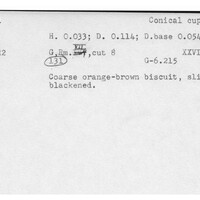 Conical cup
H. 0.033; D. 0.114; D.base 0.054
G.Rm. cut 8 XXVI
131 G-6.215
Coarse orange-brown biscuit, sli
blackened.